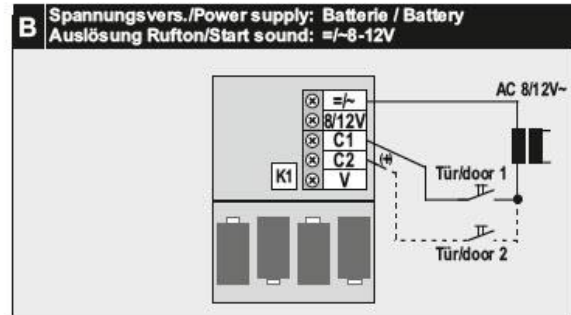 B
Spannungsvers./Power supply: Batterie / Battery
Auslösung Rufton/Start sound: =/~8-12V
AC 8/12V~
=/~
8/12V
C1
C2
(+)
K1
V
Tür/door 1
Tür/door 2